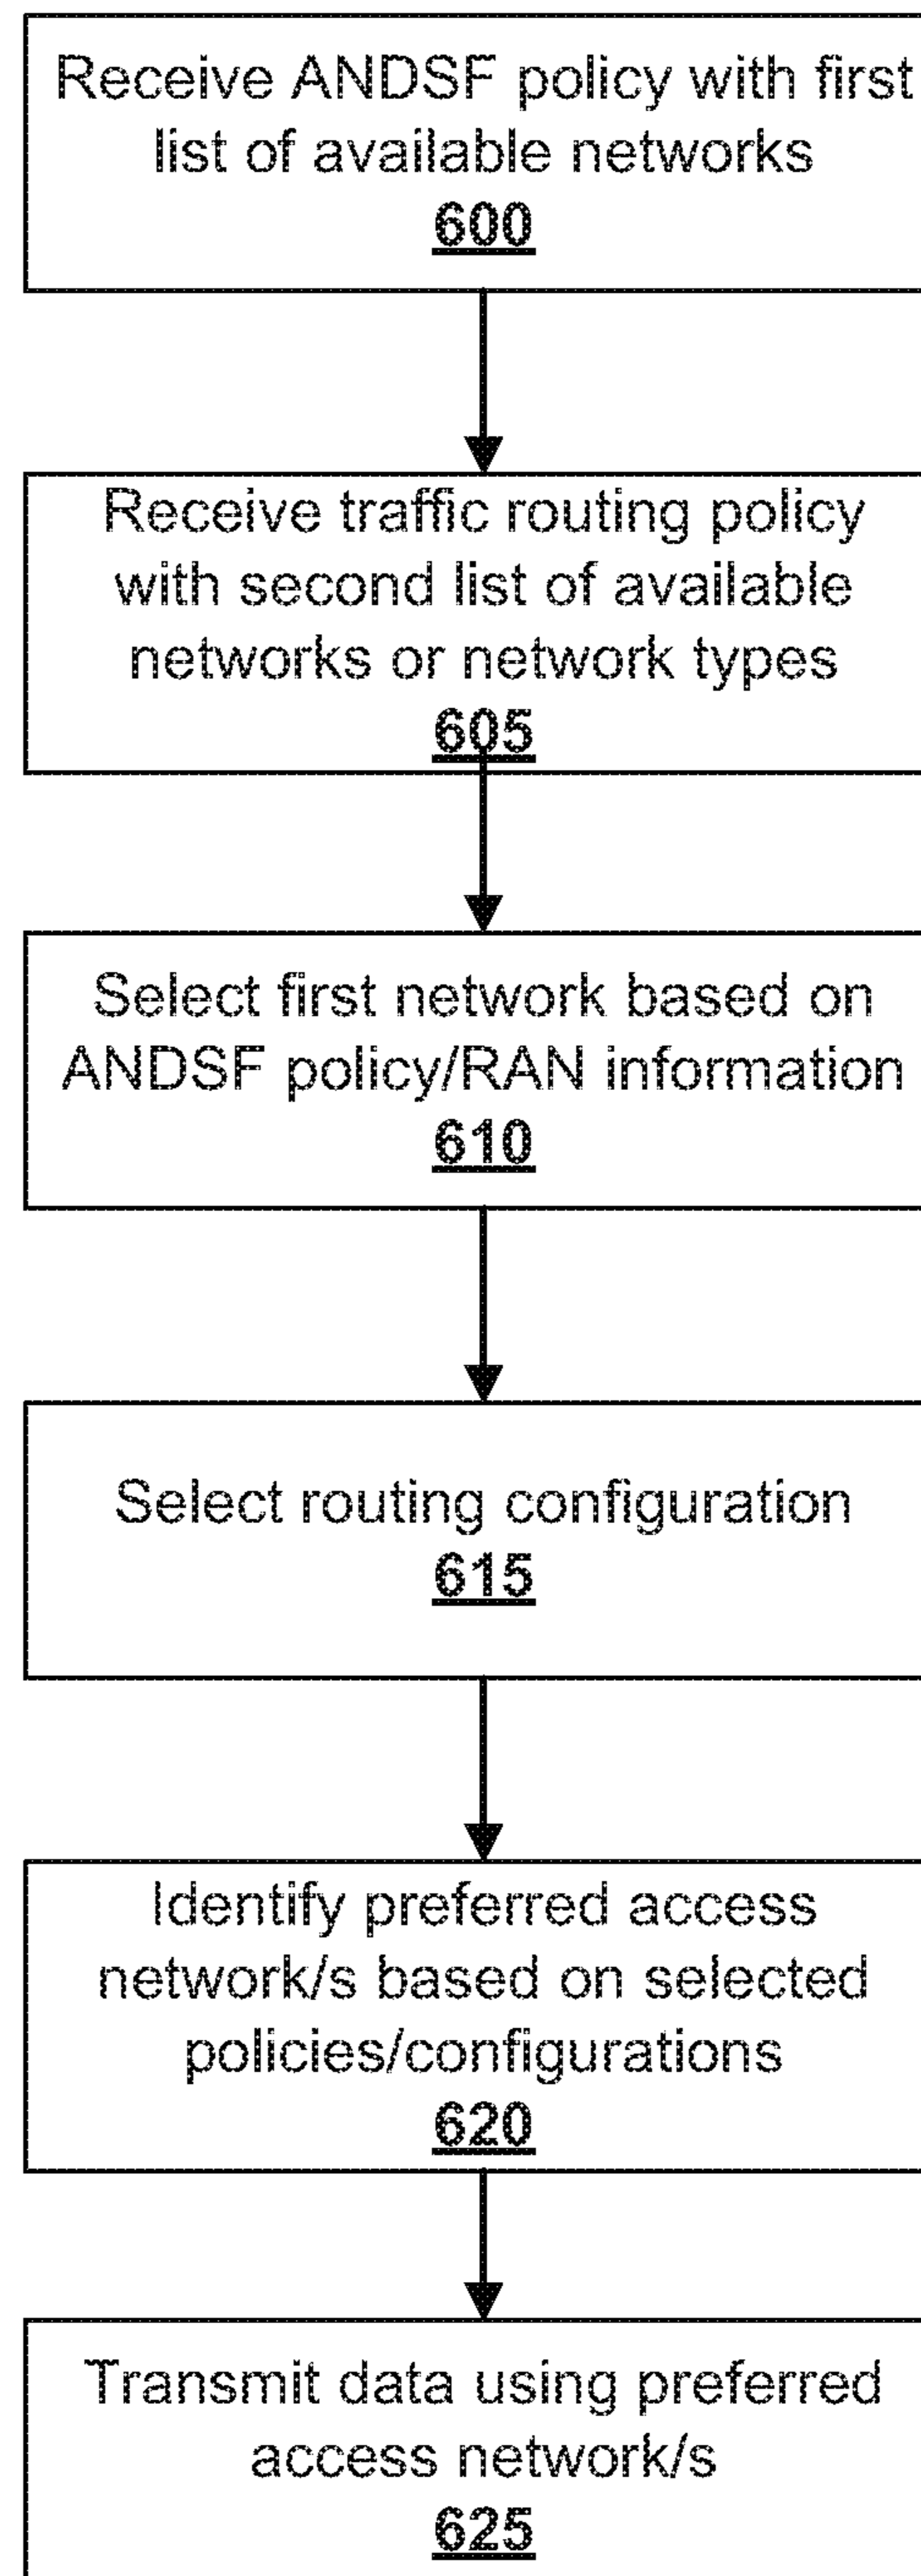 Receive ANDSF policy with first
list of available networks
600
Receive traffic routing policy
with second list of available
networks or network types
605
Select first network based on
ANDSF policy/RAN information
610
Select routing configuration
615
Identify preferred access
network/s based on selected
policies/configurations
620
Transmit data using preferred
access network/s
625